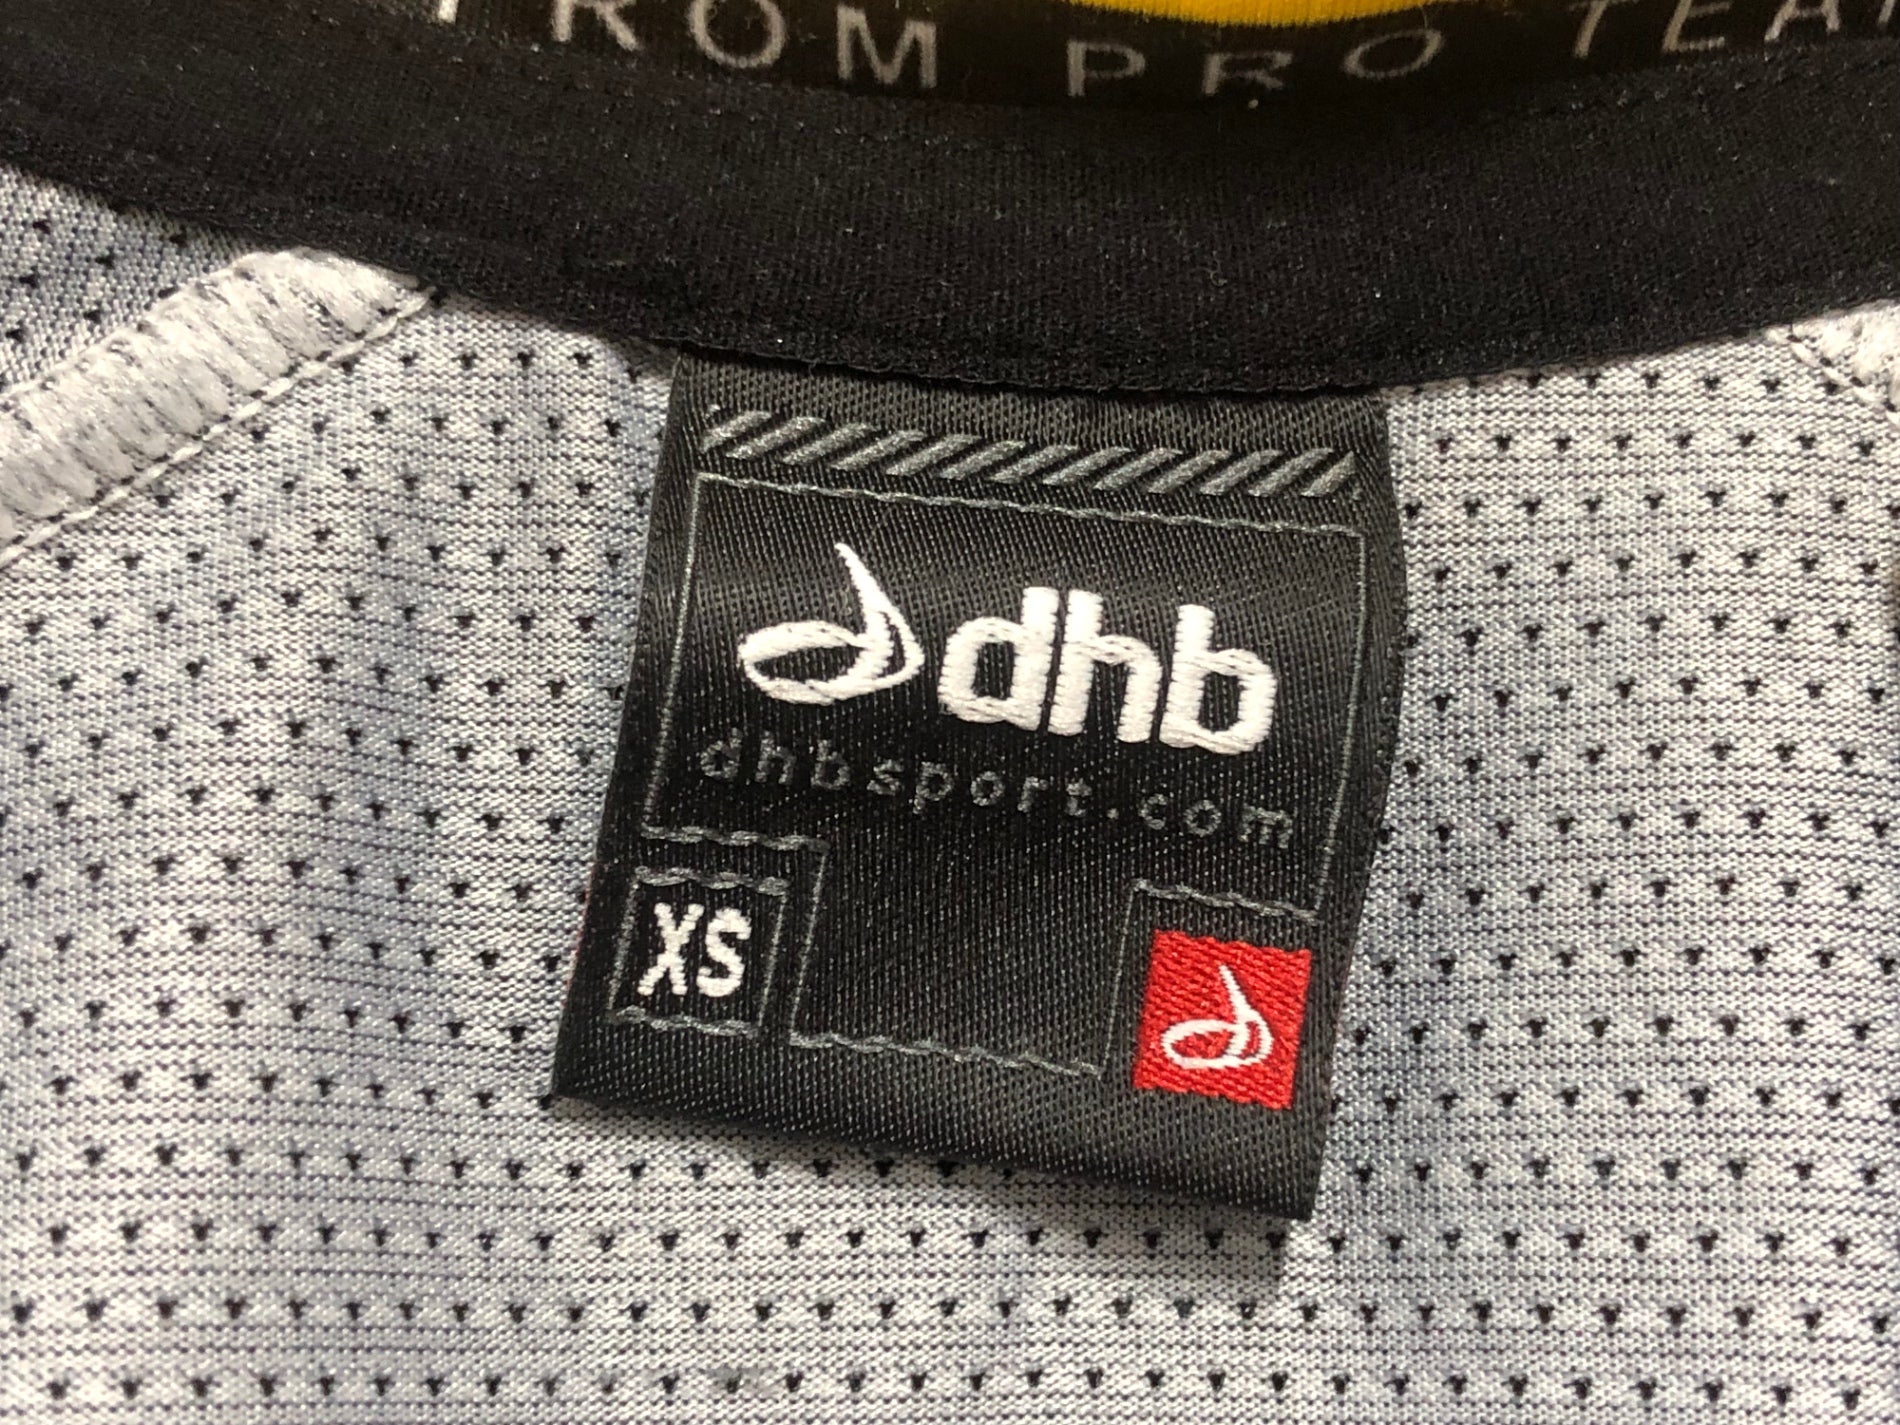 ROM PRO TEA
dhb
dhbsport.com
XS